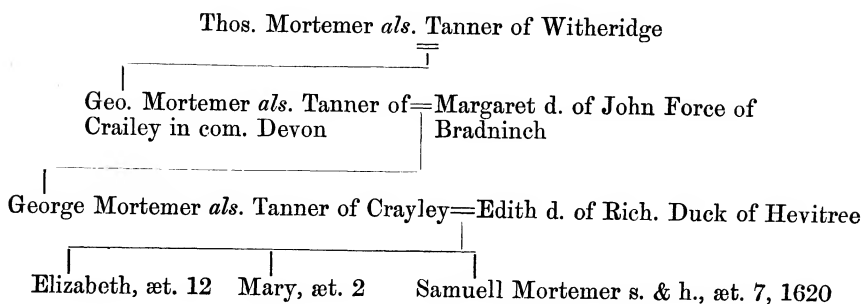 Thos. Mortemer als. Tanner of Witheridge
Geo. Mortemer als. Tanner of=Margaret d. of John Force of
Crailey in com. Devon Bradninch
George Mortemer als. Tanner of Crayley=Edith d. of Rich. Duck of Hevitree
Elizabeth, æt. 12 Mary, æt. 2 Samuell Mortemer s. & h., æt. 7, 1620